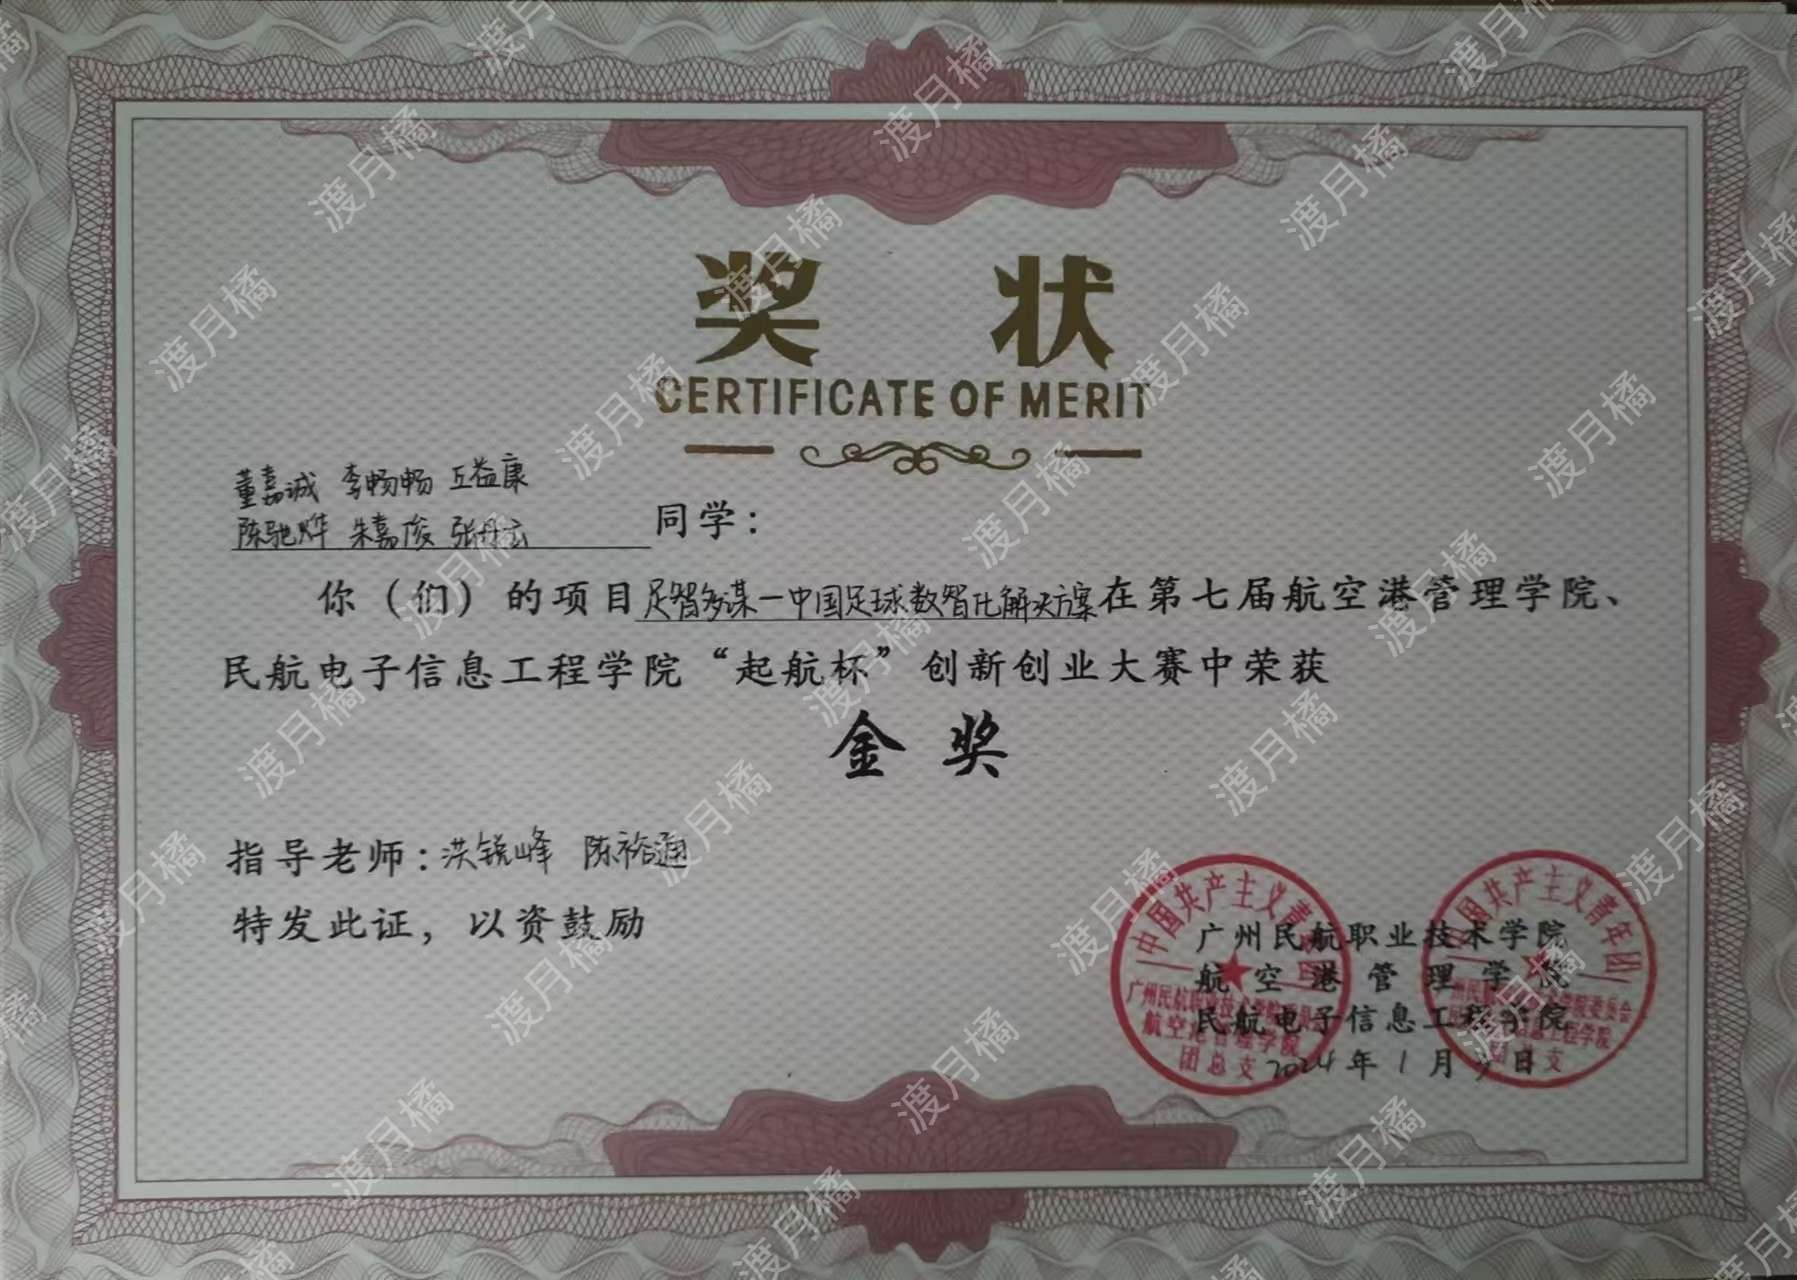 奖状
CERTIFICATE OF MERIT
董嘉诚 李畅畅 丘益康
陈驰烨 朱嘉俊 张丹云
同学：
你（们）的项目足智多谋—中国足球数智化解决方案在第七届航空港管理学院、
民航电子信息工程学院“起航杯”创新创业大赛中荣获
金奖
指导老师：洪锐峰 陈裕通
特发此证，以资鼓励
广州民航职业技术学院
航空港管理学院
民航电子信息工程学院
2024年1月 日
中国共产主义青年团
广州民航职业技术学院委员会
航空港管理学院
团总支
中国共产主义青年团
广州民航职业技术学院委员会
民航电子信息工程学院
团总支
渡月橘